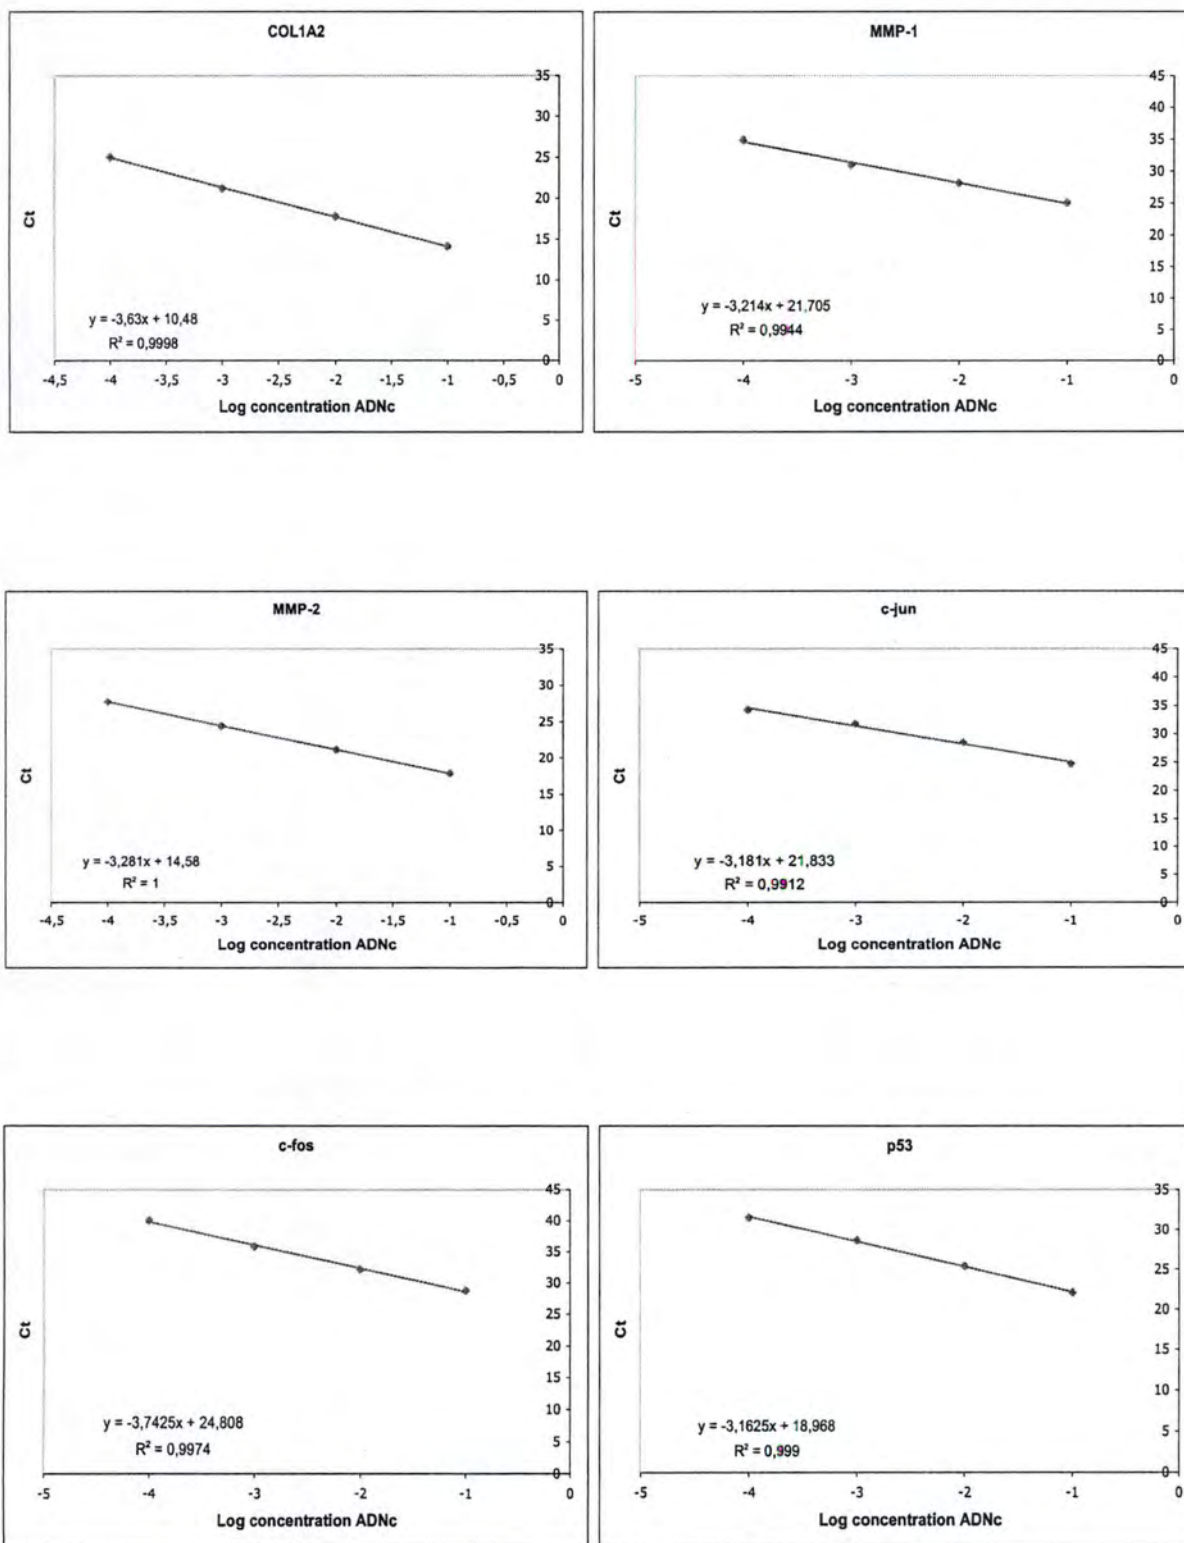 COL1A2
35
30
25
20
15
10
5
0
Ct
y = -3,63x + 10,48
R² = 0,9998
-4,5 -4 -3,5 -3 -2,5 -2 -1,5 -1 -0,5 0
Log concentration ADNc
MMP-1
45
40
35
30
25
20
15
10
5
0
Ct
y = -3,214x + 21,705
R² = 0,9944
-5 -4 -3 -2 -1 0
Log concentration ADNc
MMP-2
35
30
25
20
15
10
5
0
Ct
y = -3,281x + 14,58
R² = 1
-4,5 -4 -3,5 -3 -2,5 -2 -1,5 -1 -0,5 0
Log concentration ADNc
c-jun
45
40
35
30
25
20
15
10
5
0
Ct
y = -3,181x + 21,833
R² = 0,9912
-5 -4 -3 -2 -1 0
Log concentration ADNc
c-fos
45
40
35
30
25
20
15
10
5
0
Ct
y = -3,7425x + 24,808
R² = 0,9974
-5 -4 -3 -2 -1 0
Log concentration ADNc
p53
35
30
25
20
15
10
5
0
Ct
y = -3,1625x + 18,968
R² = 0,999
-5 -4 -3 -2 -1 0
Log concentration ADNc